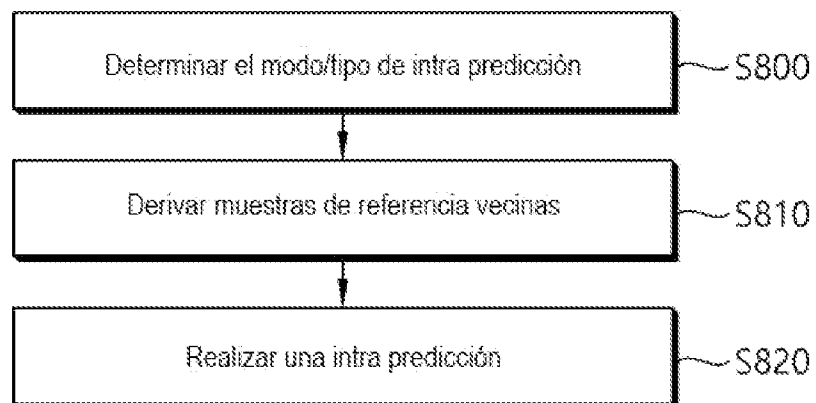 Determinar el modo/tipo de intra predicción
S800
Derivar muestras de referencia vecinas
S810
Realizar una intra predicción
S820